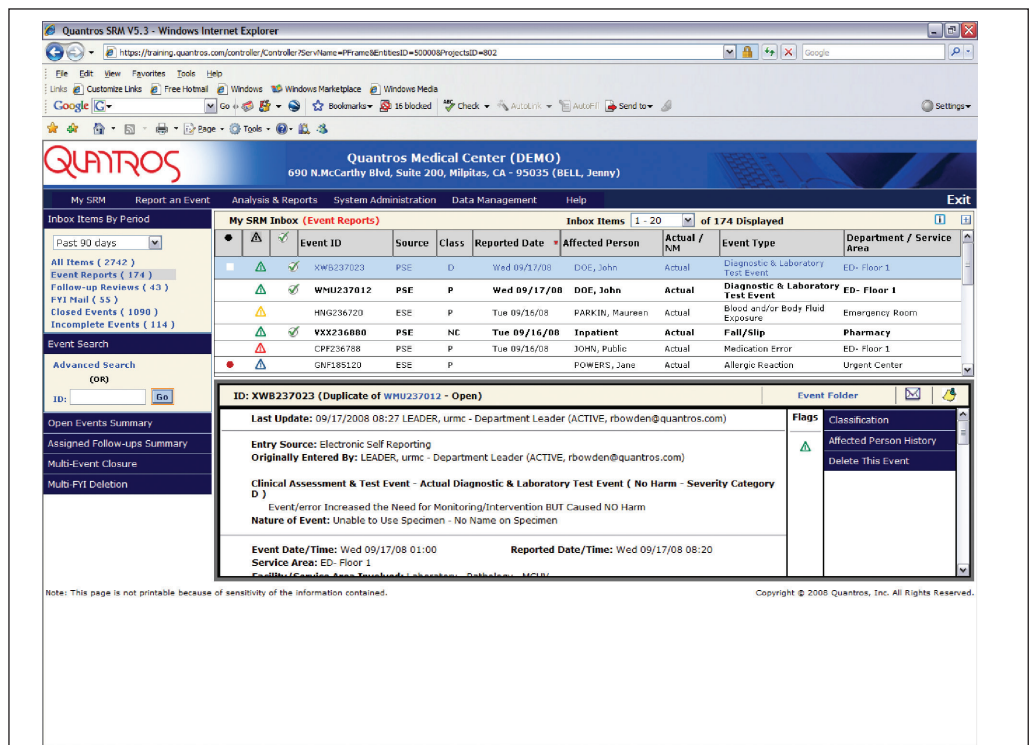 Quantros SRM V5.3 - Windows Internet Explorer
https://training.quantros.com/controller/Controller?ServName=PFrame&EntitiesID=50000&ProjectsID=802
Google
File Edit View Favorites Tools Help
Links Customize Links Free Hotmail Windows Windows Marketplace Windows Media
Google G Go Bookmarks 16 blocked Check AutoLink AutoFill Send to Settings
Page Tools
QUANTROS
Quantros Medical Center (DEMO)
690 N.McCarthy Blvd, Suite 200, Milpitas, CA - 95035 (BELL, Jenny)
My SRM Report an Event Analysis & Reports System Administration Data Management Help Exit
Inbox Items By Period
Past 90 days
All Items ( 2742 )
Event Reports ( 174 )
Follow-up Reviews ( 43 )
FYI Mail ( 55 )
Closed Events ( 1090 )
Incomplete Events ( 114 )
Event Search
Advanced Search
(OR)
ID: Go
Open Events Summary
Assigned Follow-ups Summary
Multi-Event Closure
Multi-FYI Deletion
My SRM Inbox (Event Reports) Inbox Items 1 - 20 of 174 Displayed
Event ID Source Class Reported Date Affected Person Actual / NM Event Type Department / Service Area
XWB237023 PSE D Wed 09/17/08 DOE, John Actual Diagnostic & Laboratory Test Event ED- Floor 1
WMU237012 PSE P Wed 09/17/08 DOE, John Actual Diagnostic & Laboratory Test Event ED- Floor 1
HNG236720 ESE P Tue 09/16/08 PARKIN, Maureen Actual Blood and/or Body Fluid Exposure Emergency Room
VXX236880 PSE NC Tue 09/16/08 Inpatient Actual Fall/Slip Pharmacy
CPF236788 PSE P Tue 09/16/08 JOHN, Public Actual Medication Error ED- Floor 1
GNF185120 ESE P POWERS, Jane Actual Allergic Reaction Urgent Center
ID: XWB237023 (Duplicate of WMU237012 - Open) Event Folder
Last Update: 09/17/2008 08:27 LEADER, urmc - Department Leader (ACTIVE, rbowden@quantros.com)
Entry Source: Electronic Self Reporting
Originally Entered By: LEADER, urmc - Department Leader (ACTIVE, rbowden@quantros.com)
Clinical Assessment & Test Event - Actual Diagnostic & Laboratory Test Event ( No Harm - Severity Category
D )
Event/error Increased the Need for Monitoring/Intervention BUT Caused NO Harm
Nature of Event: Unable to Use Specimen - No Name on Specimen
Event Date/Time: Wed 09/17/08 01:00 Reported Date/Time: Wed 09/17/08 08:20
Service Area: ED- Floor 1
Flags
Classification
Affected Person History
Delete This Event
Note: This page is not printable because of sensitivity of the information contained.
Copyright © 2008 Quantros, Inc. All Rights Reserved.